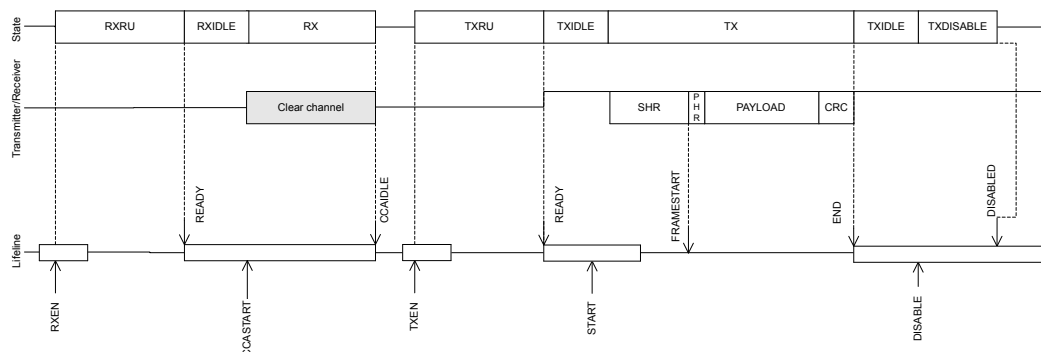 State
RXRU
RXIDLE
RX
TXRU
TXIDLE
TX
TXIDLE
TXDISABLE
Transmitter/Receiver
Clear channel
SHR
PHR
PAYLOAD
CRC
READY
CCAIDLE
READY
FRAMESTART
END
DISABLED
Lifeline
RXEN
CCASTART
TXEN
START
DISABLE